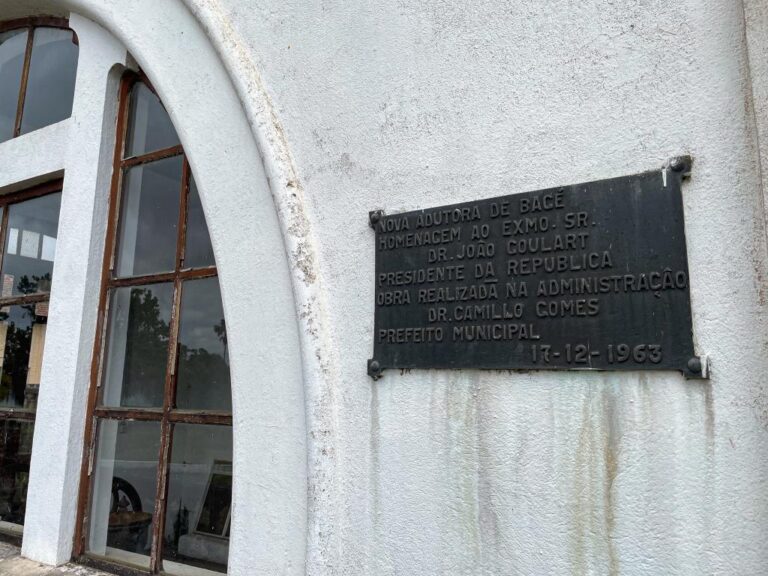 NOVA ADUTORA DE BAGÉ
HOMENAGEM AO EXMO. SR.
DR. JOÃO GOULART
PRESIDENTE DA REPUBLICA
OBRA REALIZADA NA ADMINISTRAÇÃO
DR. CAMILLO GOMES
PREFEITO MUNICIPAL
17-12-1963